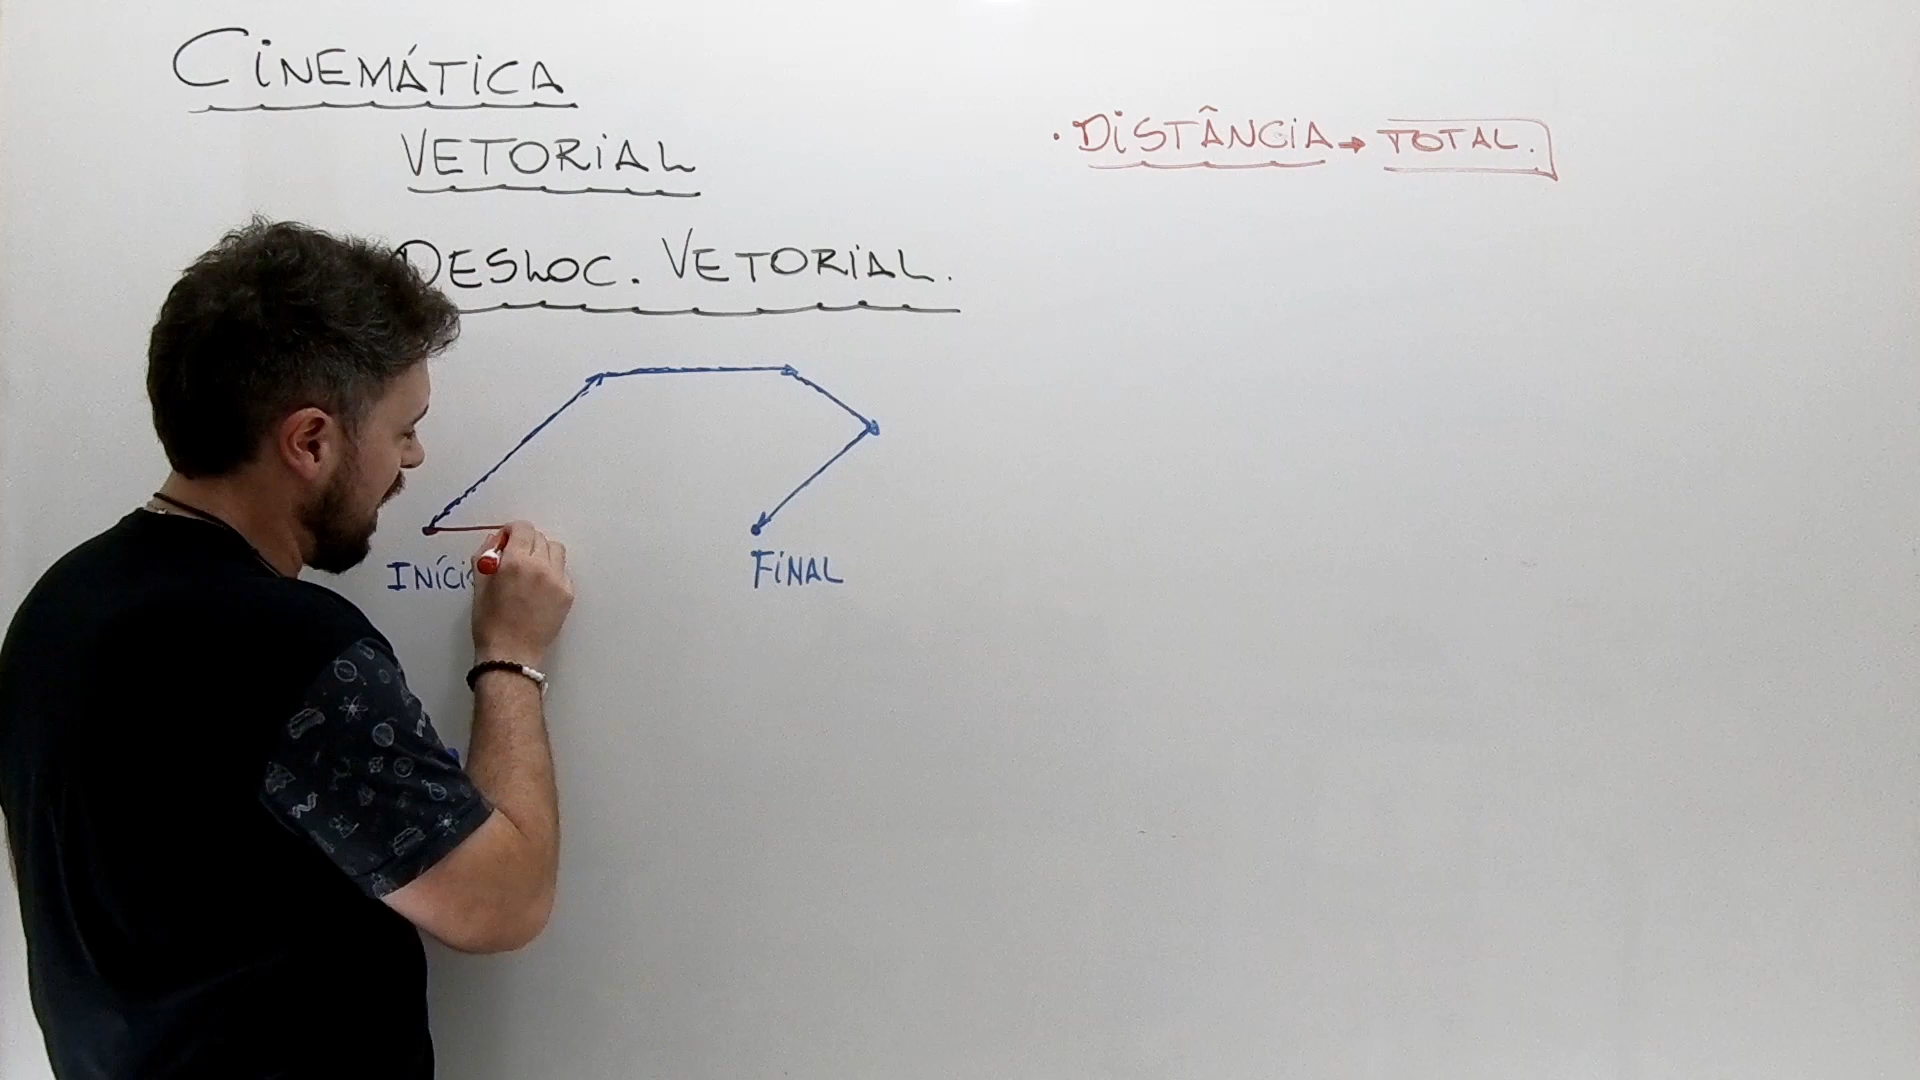 CINEMÁTICA
VETORIAL
DESLOC. VETORIAL.
FINAL
• DISTÂNCIA → TOTAL.